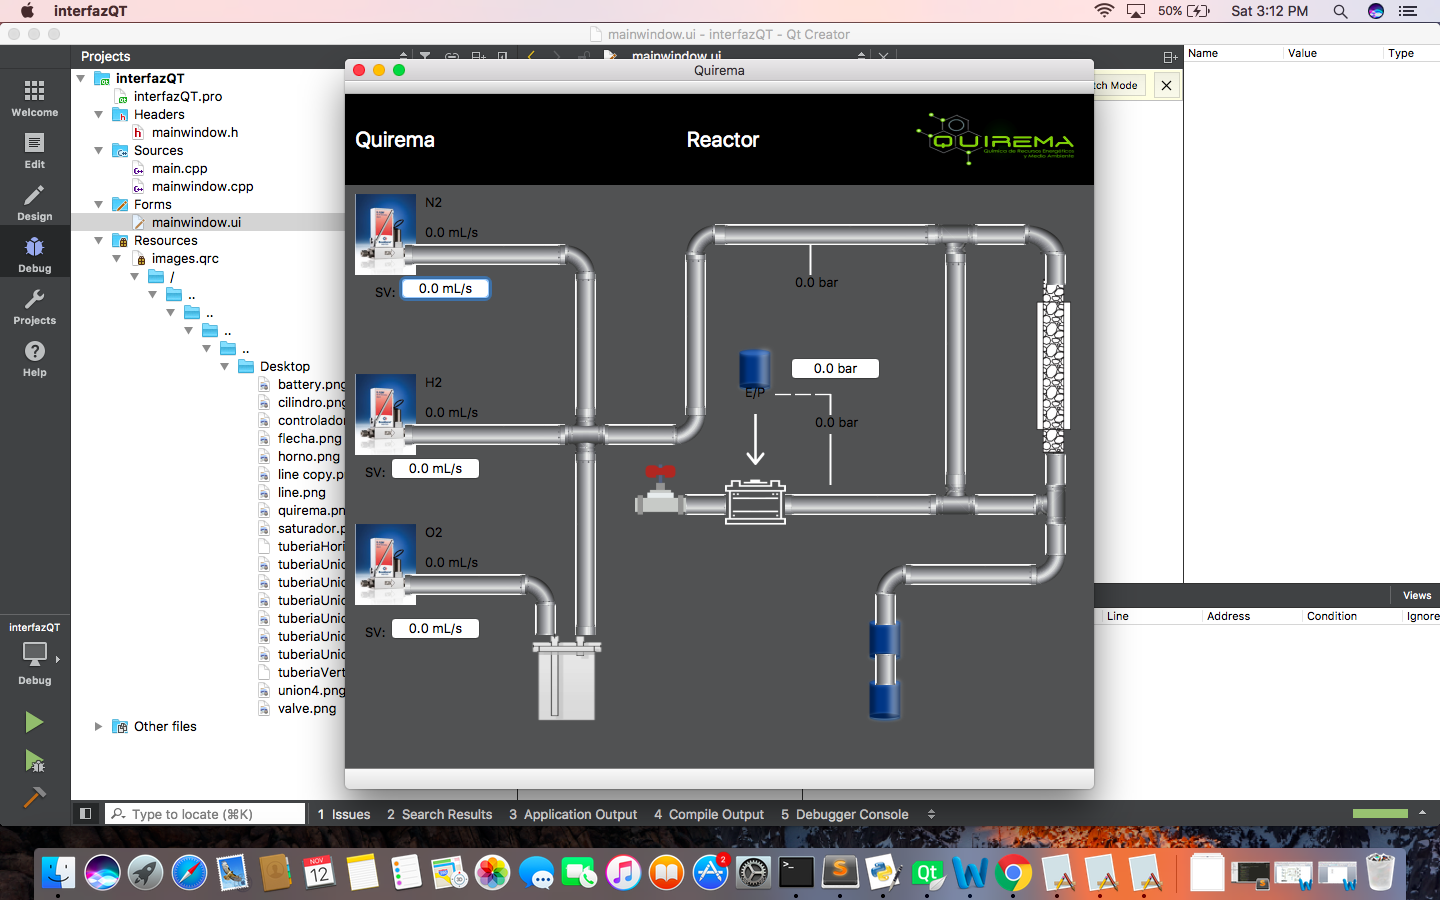 interfazQT
50%
Sat 3:12 PM
mainwindow.ui - interfazQT - Qt Creator
Projects
mainwindow.ui
Name Value Type
Welcome
Edit
Design
Debug
Projects
Help
interfazQT
Debug
interfazQT
interfazQT.pro
Headers
mainwindow.h
Sources
main.cpp
mainwindow.cpp
Forms
mainwindow.ui
Resources
images.qrc
/
..
..
..
..
Desktop
battery.png
cilindro.png
controlador
flecha.png
horno.png
line copy.p
line.png
quirema.pn
saturador.p
tuberiaHori
tuberiaUnic
tuberiaUnic
tuberiaUnic
tuberiaUnic
tuberiaUnic
tuberiaUnic
tuberiaVert
union4.png
valve.png
Other files
Quirema
Quirema
Reactor
QUIREMA
Química de Recursos Energéticos
y Medio Ambiente
N2
0.0 mL/s
SV: 0.0 mL/s
H2
0.0 mL/s
SV: 0.0 mL/s
O2
0.0 mL/s
SV: 0.0 mL/s
0.0 bar
0.0 bar
E/P
0.0 bar
tch Mode
Views
Line Address Condition Ignore
Type to locate (⌘K)
1 Issues 2 Search Results 3 Application Output 4 Compile Output 5 Debugger Console
NOV
12
2
Qt